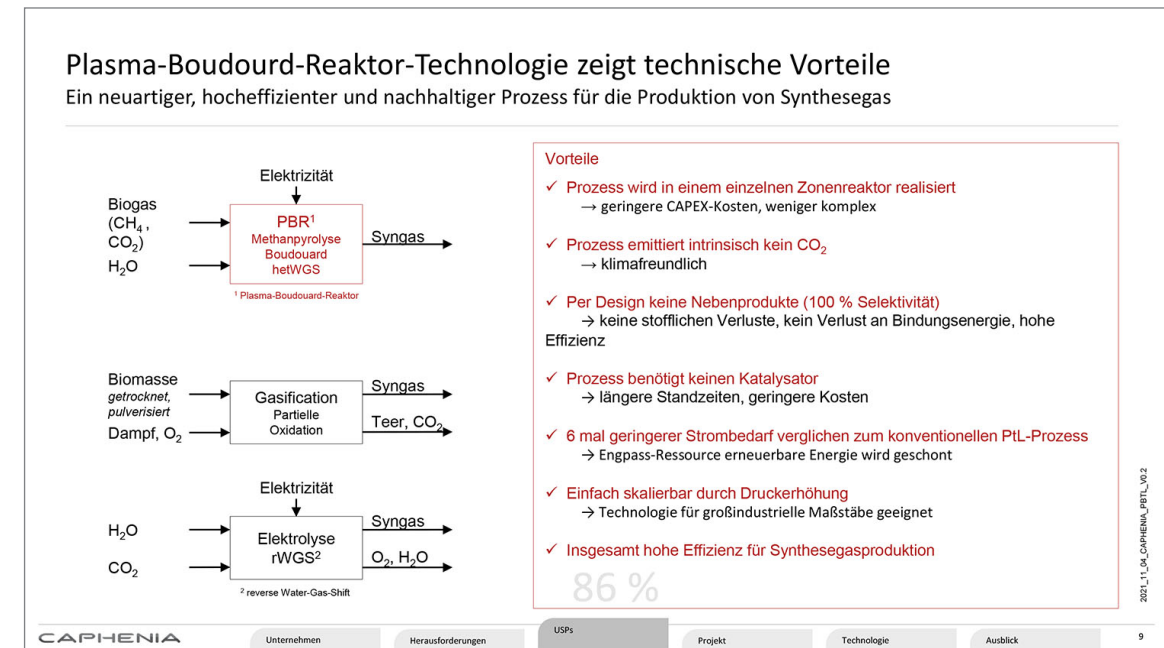 Plasma-Boudourd-Reaktor-Technologie zeigt technische Vorteile
Ein neuartiger, hocheffizienter und nachhaltiger Prozess für die Produktion von Synthesegas
Elektrizität
Biogas
(CH₄,
CO₂)
H₂O
PBR¹
Methanpyrolyse
Boudouard
hetWGS
Syngas
¹ Plasma-Boudouard-Reaktor
Biomasse
getrocknet,
pulverisiert
Dampf, O₂
Gasification
Partielle
Oxidation
Syngas
Teer, CO₂
Elektrizität
H₂O
CO₂
Elektrolyse
rWGS²
Syngas
O₂, H₂O
² reverse Water-Gas-Shift
Vorteile
✓ Prozess wird in einem einzelnen Zonenreaktor realisiert
→ geringere CAPEX-Kosten, weniger komplex
✓ Prozess emittiert intrinsisch kein CO₂
→ klimafreundlich
✓ Per Design keine Nebenprodukte (100 % Selektivität)
→ keine stofflichen Verluste, kein Verlust an Bindungsenergie, hohe
Effizienz
✓ Prozess benötigt keinen Katalysator
→ längere Standzeiten, geringere Kosten
✓ 6 mal geringerer Strombedarf verglichen zum konventionellen PtL-Prozess
→ Engpass-Ressource erneuerbare Energie wird geschont
✓ Einfach skalierbar durch Druckerhöhung
→ Technologie für großindustrielle Maßstäbe geeignet
✓ Insgesamt hohe Effizienz für Synthesegasproduktion
86 %
2021_11_04_CAPHENIA_PBTL_V0.2
CAPHENIA
Unternehmen
Herausforderungen
USPs
Projekt
Technologie
Ausblick
9